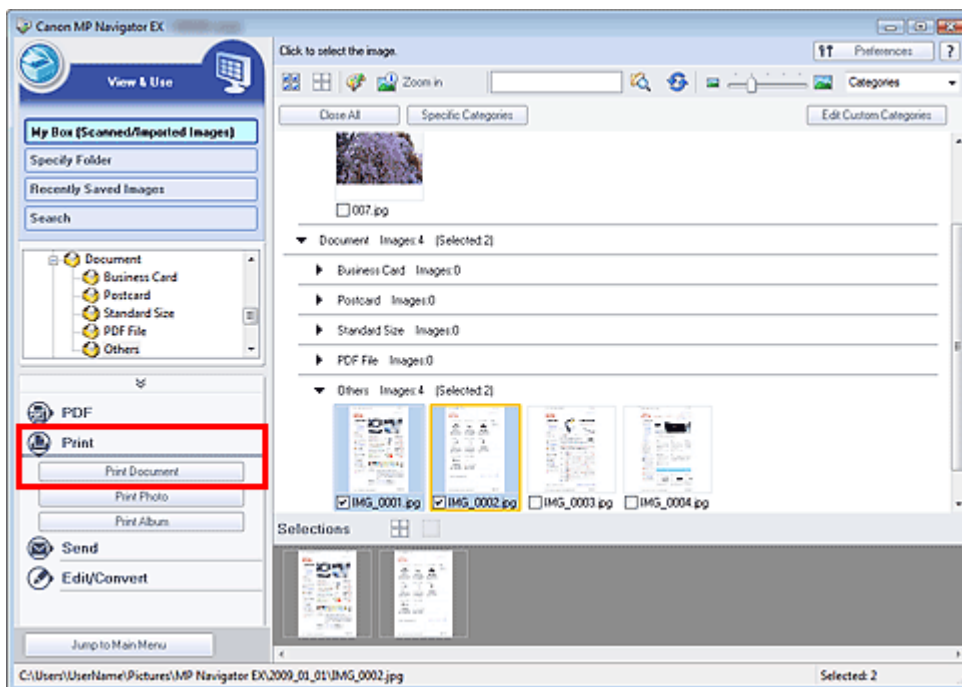 Canon MP Navigator EX
View & Use
My Box (Scanned/Imported Images)
Specify Folder
Recently Saved Images
Search
Document
Business Card
Postcard
Standard Size
PDF File
Others
PDF
Print
Print Document
Print Photo
Print Album
Send
Edit/Convert
Jump to Main Menu
Click to select the image.
Preferences
?
Zoom in
Categories
Close All
Specific Categories
Edit Custom Categories
007.jpg
Document Images:4 (Selected:2)
Business Card Images:0
Postcard Images:0
Standard Size Images:0
PDF File Images:0
Others Images:4 (Selected:2)
IMG_0001.jpg IMG_0002.jpg IMG_0003.jpg IMG_0004.jpg
Selections
C:\Users\UserName\Pictures\MP Navigator EX\2009_01_01\IMG_0002.jpg
Selected: 2